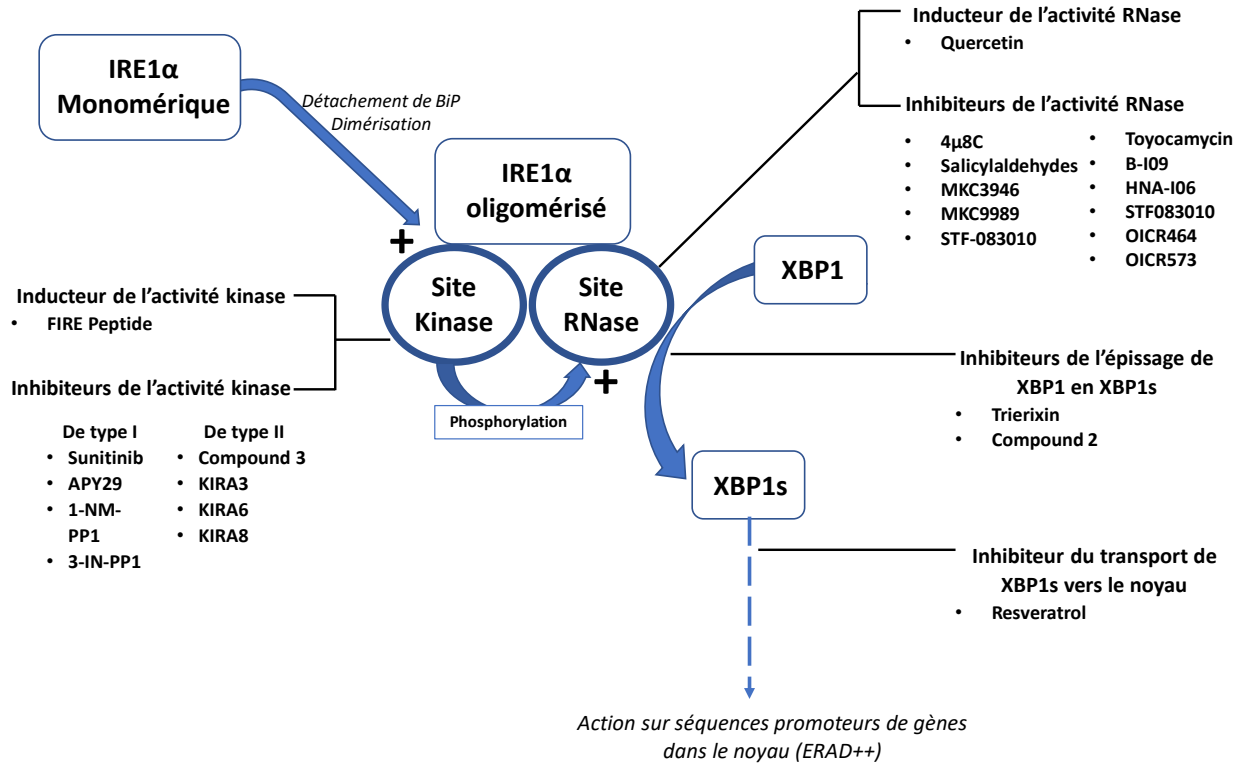 IRE1α
Monomérique
Détachement de BiP
Dimérisation
IRE1α
oligomérisé
+
Site
Kinase
Site
RNase
+
Phosphorylation
XBP1
XBP1s
Inducteur de l’activité RNase
• Quercetin
Inhibiteurs de l’activité RNase
• 4µ8C
• Salicylaldehydes
• MKC3946
• MKC9989
• STF-083010
• Toyocamycin
• B-I09
• HNA-I06
• STF083010
• OICR464
• OICR573
Inducteur de l’activité kinase
• FIRE Peptide
Inhibiteurs de l’activité kinase
De type I
• Sunitinib
• APY29
• 1-NM-
PP1
• 3-IN-PP1
De type II
• Compound 3
• KIRA3
• KIRA6
• KIRA8
Inhibiteurs de l’épissage de
XBP1 en XBP1s
• Trierixin
• Compound 2
Inhibiteur du transport de
XBP1s vers le noyau
• Resveratrol
Action sur séquences promoteurs de gènes
dans le noyau (ERAD++)